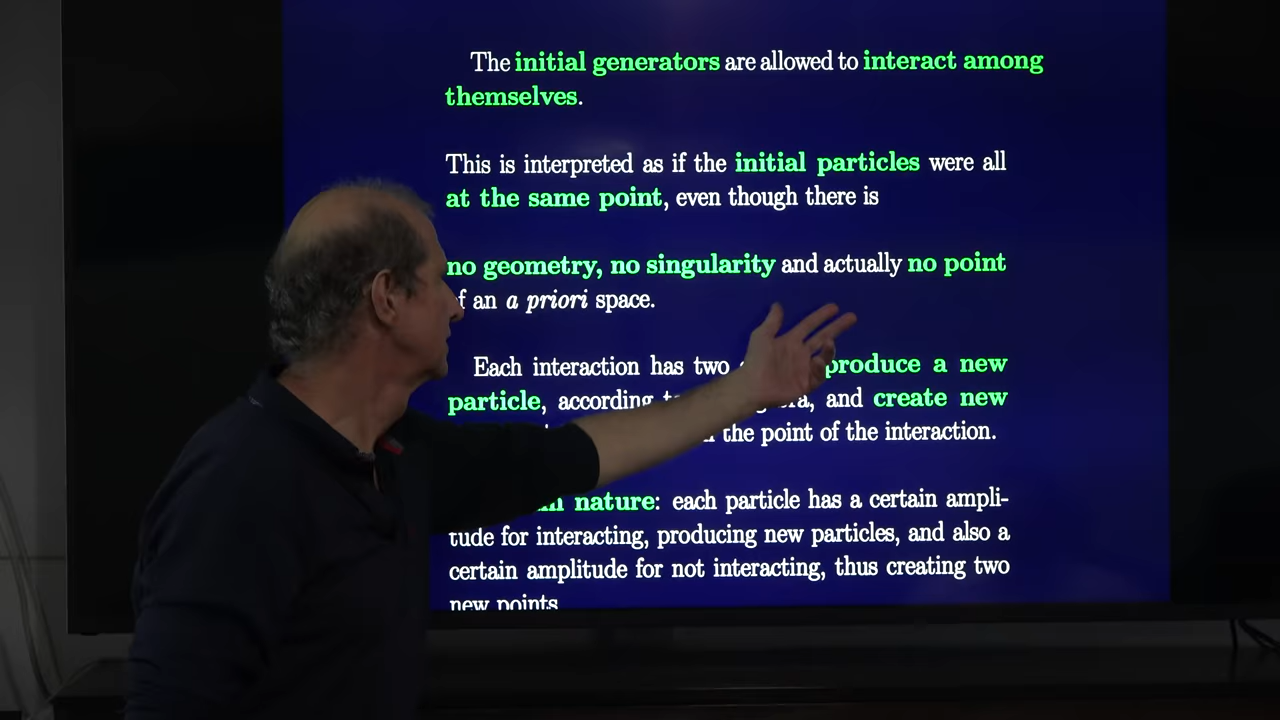 The initial generators are allowed to interact among
themselves.
This is interpreted as if the initial particles were all
at the same point, even though there is
no geometry, no singularity and actually no point
of an a priori space.
Each interaction has two produce a new
particle, according and create new
the point of the interaction.
nature: each particle has a certain ampli-
tude for interacting, producing new particles, and also a
certain amplitude for not interacting, thus creating two
new points